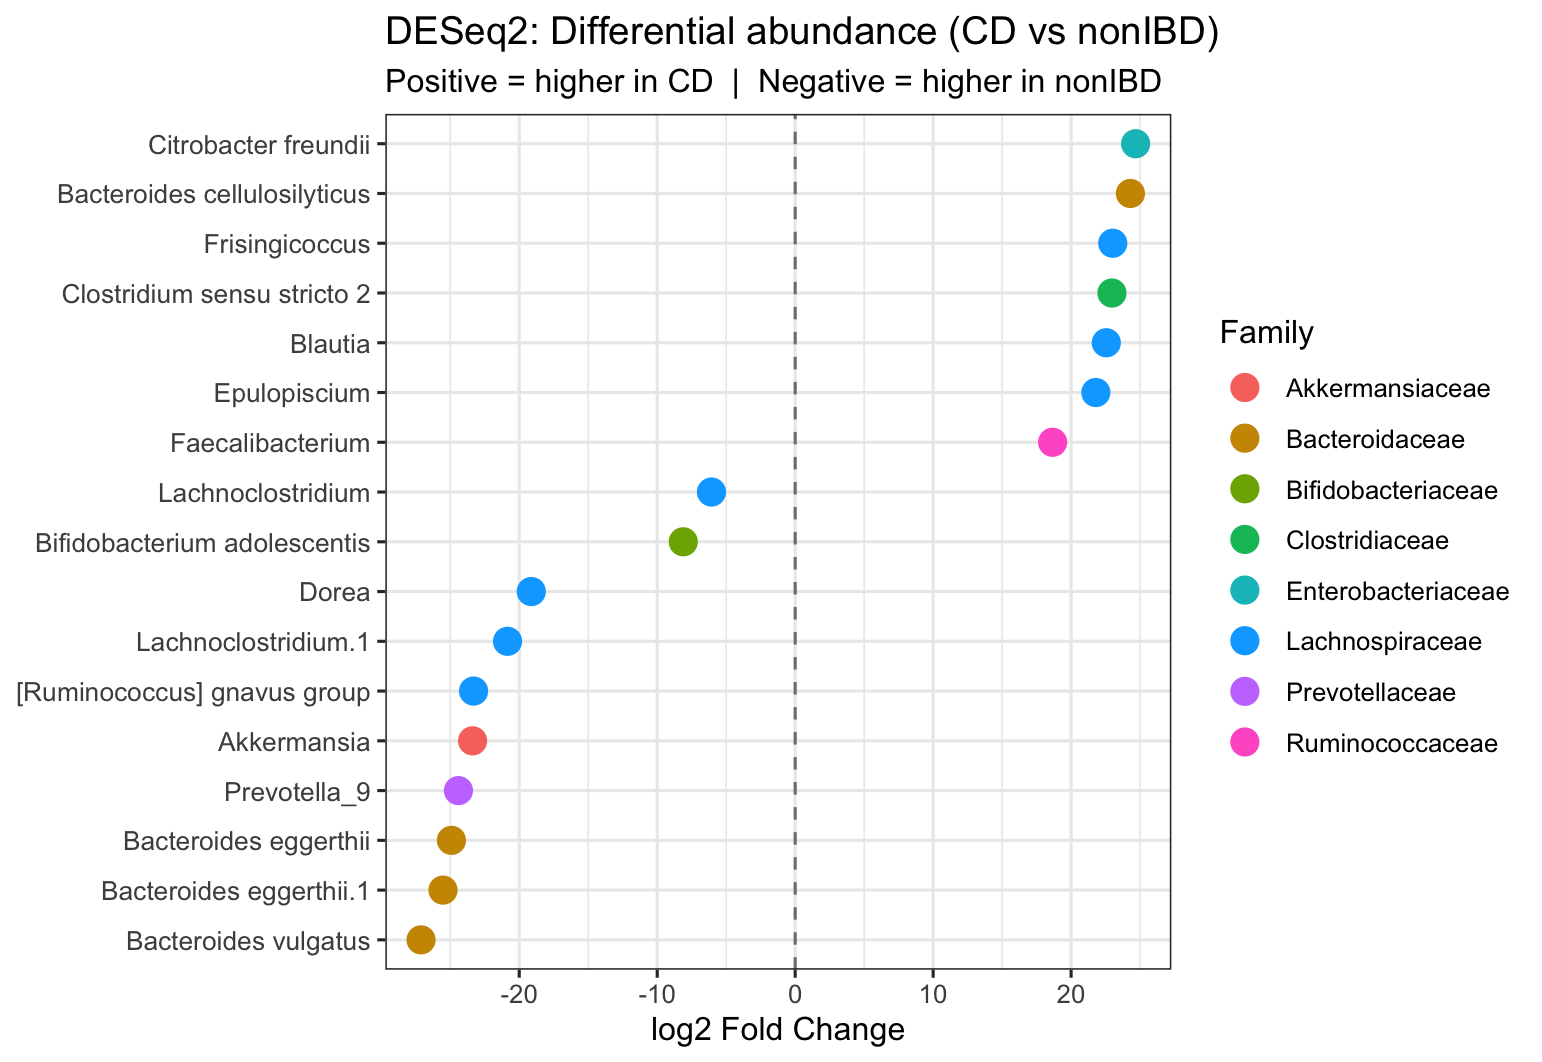 DESeq2: Differential abundance (CD vs nonIBD)
Positive = higher in CD  |  Negative = higher in nonIBD
Citrobacter freundii
Bacteroides cellulosilyticus
Frisingicoccus
Clostridium sensu stricto 2
Blautia
Epulopiscium
Faecalibacterium
Lachnoclostridium
Bifidobacterium adolescentis
Dorea
Lachnoclostridium.1
[Ruminococcus] gnavus group
Akkermansia
Prevotella_9
Bacteroides eggerthii
Bacteroides eggerthii.1
Bacteroides vulgatus
-20 -10 0 10 20
log2 Fold Change
Family
Akkermansiaceae
Bacteroidaceae
Bifidobacteriaceae
Clostridiaceae
Enterobacteriaceae
Lachnospiraceae
Prevotellaceae
Ruminococcaceae